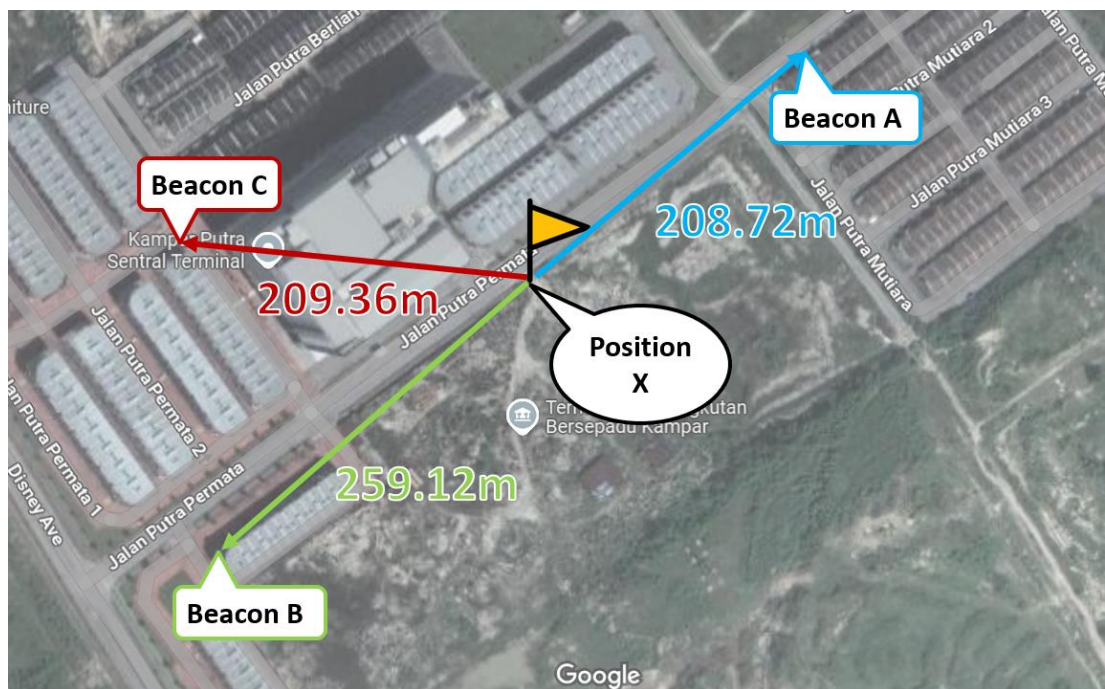 Jalan Putra Berlian
Jalan Putra Mutiara 2
Beacon A
Jalan Putra Mutiara 3
Beacon C
208.72m
Kampar Putra
Sentral Terminal
Jalan Putra Permata
Jalan Putra Mutiara
209.36m
Position
X
Jalan Putra Permata 2
Bersepadu Kampar
259.12m
Jalan Putra Permata 1
Jalan Putra Permata
Disney Ave
Beacon B
Google